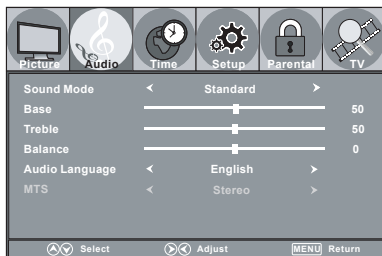 Picture Audio Time Setup Parental TV
Sound Mode Standard
Base 50
Treble 50
Balance 0
Audio Language English
MTS Stereo
Select Adjust MENU Return